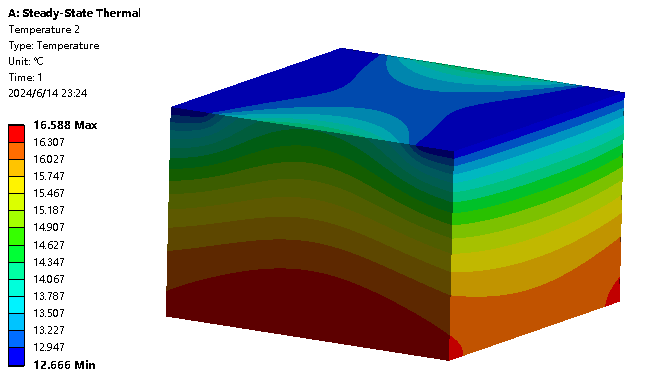 A: Steady-State Thermal
Temperature 2
Type: Temperature
Unit: °C
Time: 1
2024/6/14 23:24
16.588 Max
16.307
16.027
15.747
15.467
15.187
14.907
14.627
14.347
14.067
13.787
13.507
13.227
12.947
12.666 Min